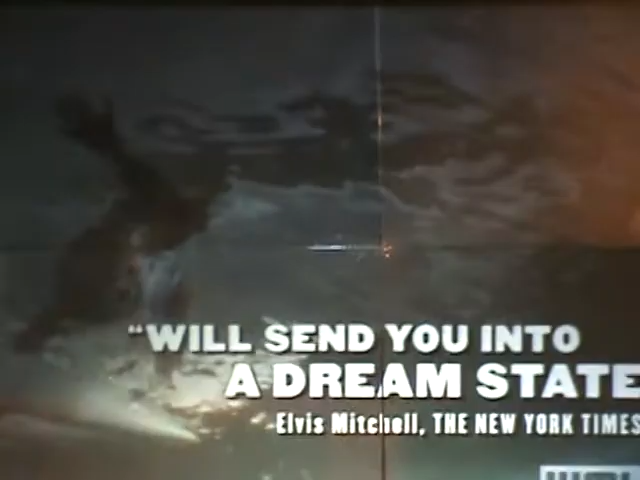 “WILL SEND YOU INTO
A DREAM STATE
Elvis Mitchell, THE NEW YORK TIMES